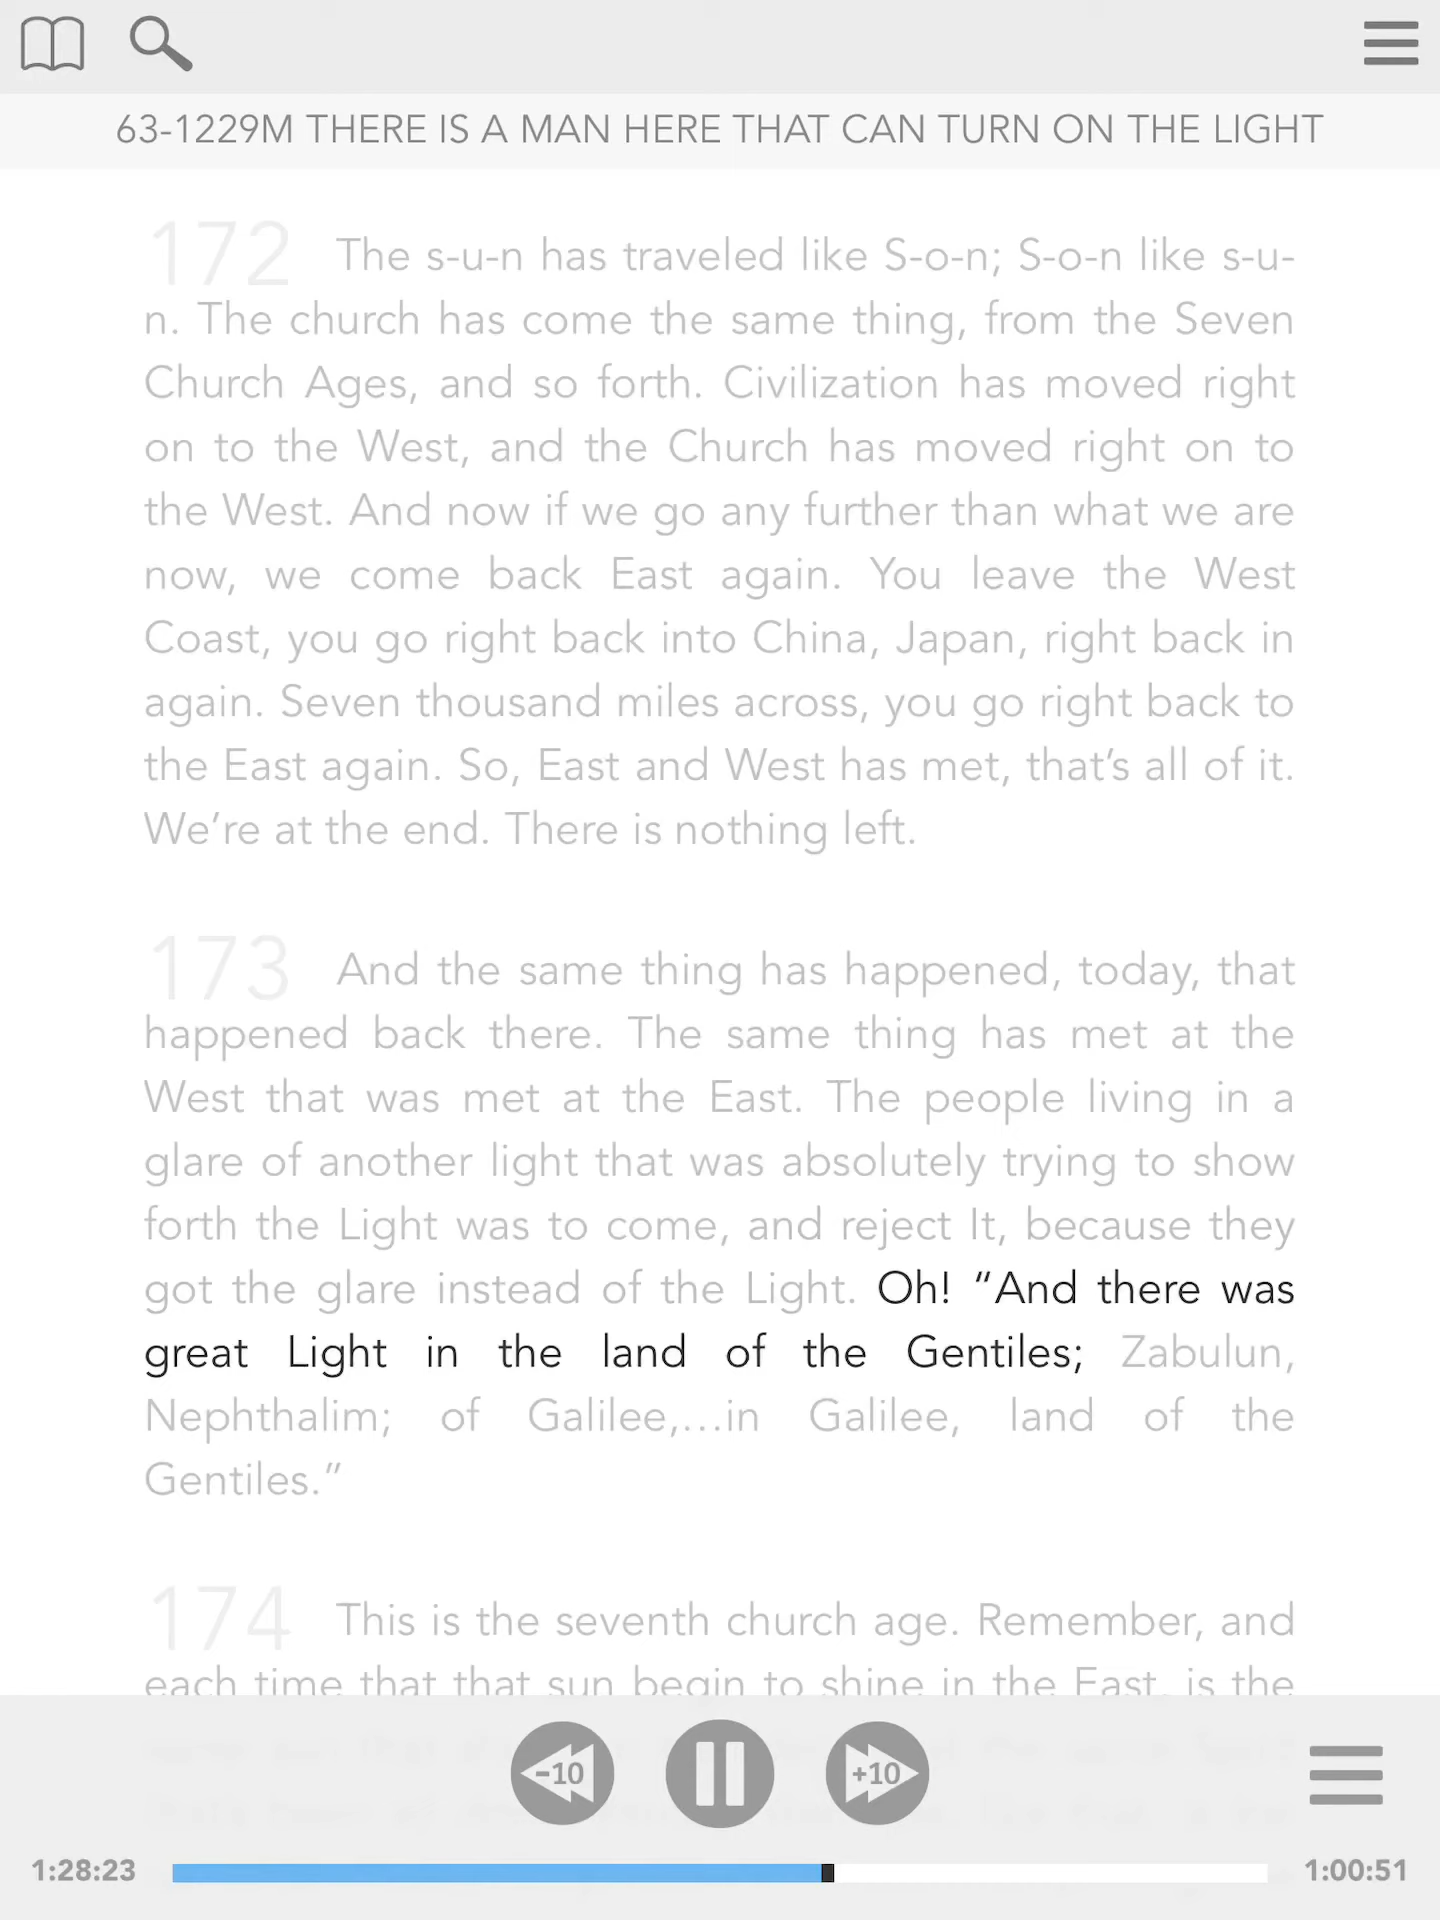 63-1229M THERE IS A MAN HERE THAT CAN TURN ON THE LIGHT
172 The s-u-n has traveled like S-o-n; S-o-n like s-u-
n. The church has come the same thing, from the Seven
Church Ages, and so forth. Civilization has moved right
on to the West, and the Church has moved right on to
the West. And now if we go any further than what we are
now, we come back East again. You leave the West
Coast, you go right back into China, Japan, right back in
again. Seven thousand miles across, you go right back to
the East again. So, East and West has met, that’s all of it.
We’re at the end. There is nothing left.
173 And the same thing has happened, today, that
happened back there. The same thing has met at the
West that was met at the East. The people living in a
glare of another light that was absolutely trying to show
forth the Light was to come, and reject It, because they
got the glare instead of the Light. Oh! “And there was
great Light in the land of the Gentiles; Zabulun,
Nephthalim; of Galilee,…in Galilee, land of the
Gentiles.”
174 This is the seventh church age. Remember, and
each time that that sun begin to shine in the East, is the
-10 +10
1:28:23 1:00:51